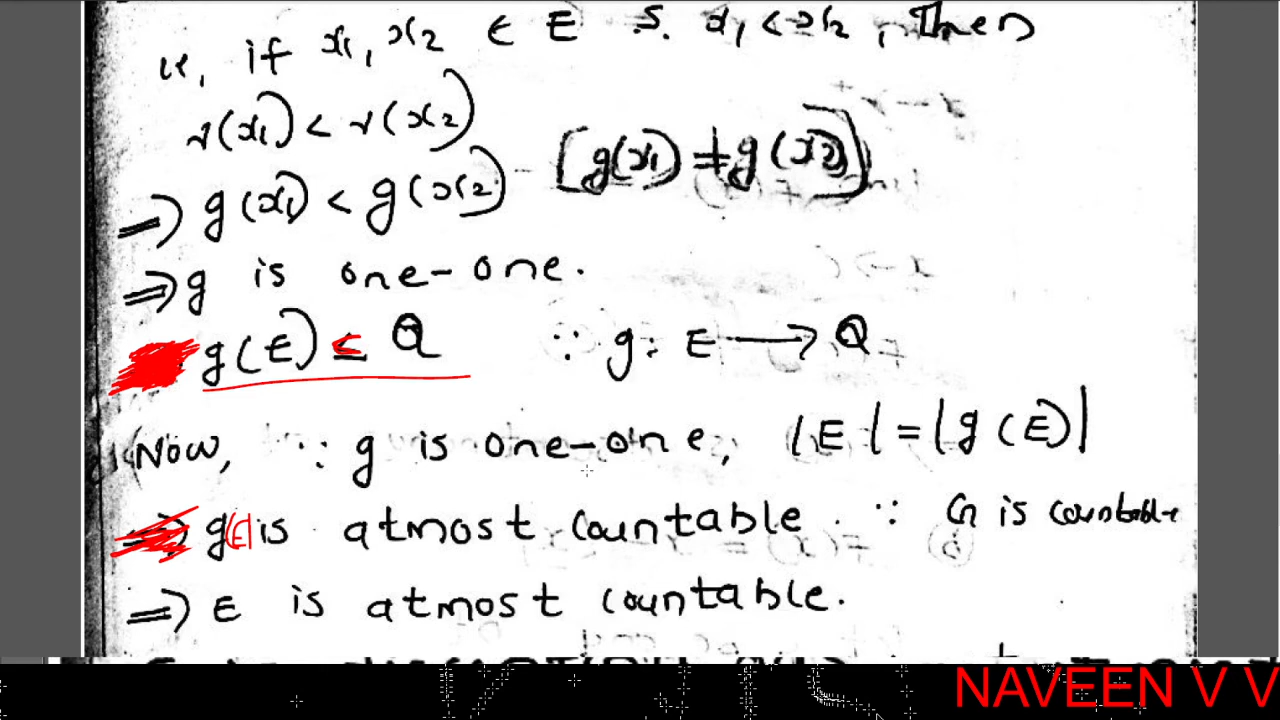 ie, if x₁, x₂ ∈ E s. x₁ < x₂, Then
r(x₁) < r(x₂)
⇒ g(x₁) < g(x₂) [g(x₁) ≠ g(x₂)]
⇒ g is one-one.
g(E) ⊆ Q ∵ g: E → Q
Now, ∵ g is one-one, |E| = |g(E)|
⇒ g(E) is atmost countable. ∵ Q is countable
⇒ E is atmost countable.
NAVEEN V V